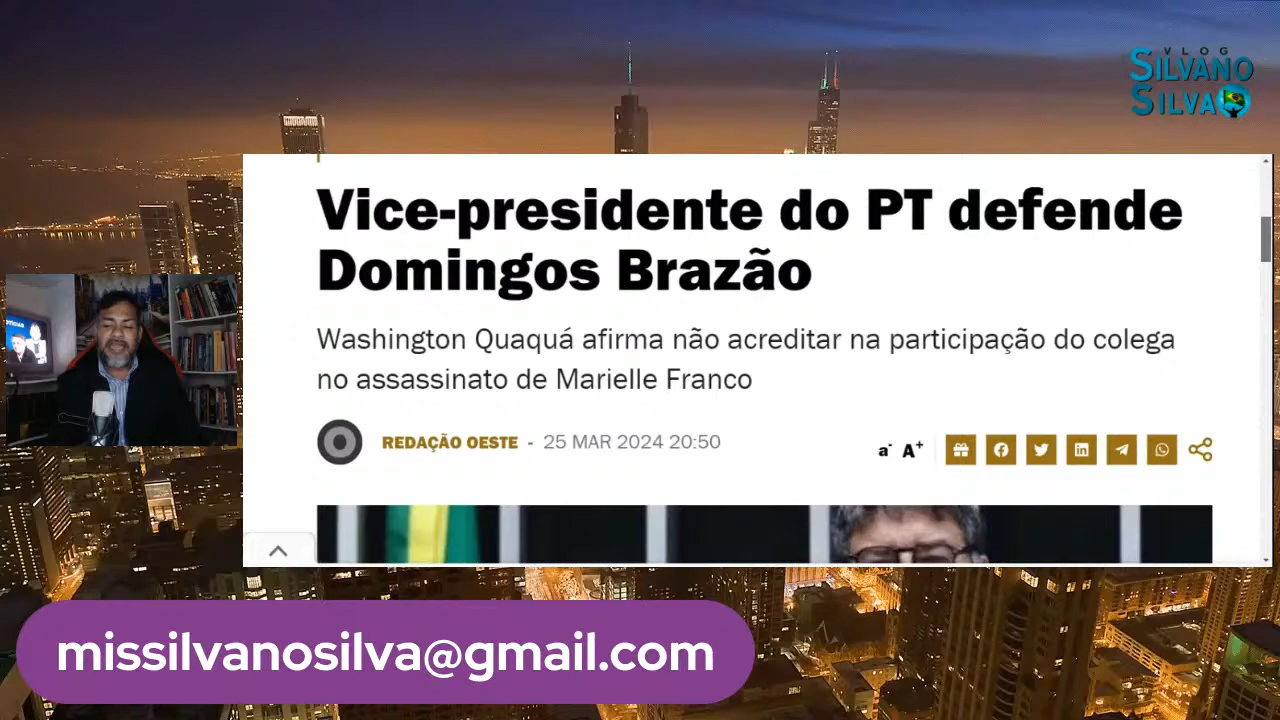 VLOG
SILVANO
SILVA
Vice-presidente do PT defende
Domingos Brazão
Washington Quaquá afirma não acreditar na participação do colega
no assassinato de Marielle Franco
REDAÇÃO OESTE - 25 MAR 2024 20:50
a- A+
missilvanosilva@gmail.com